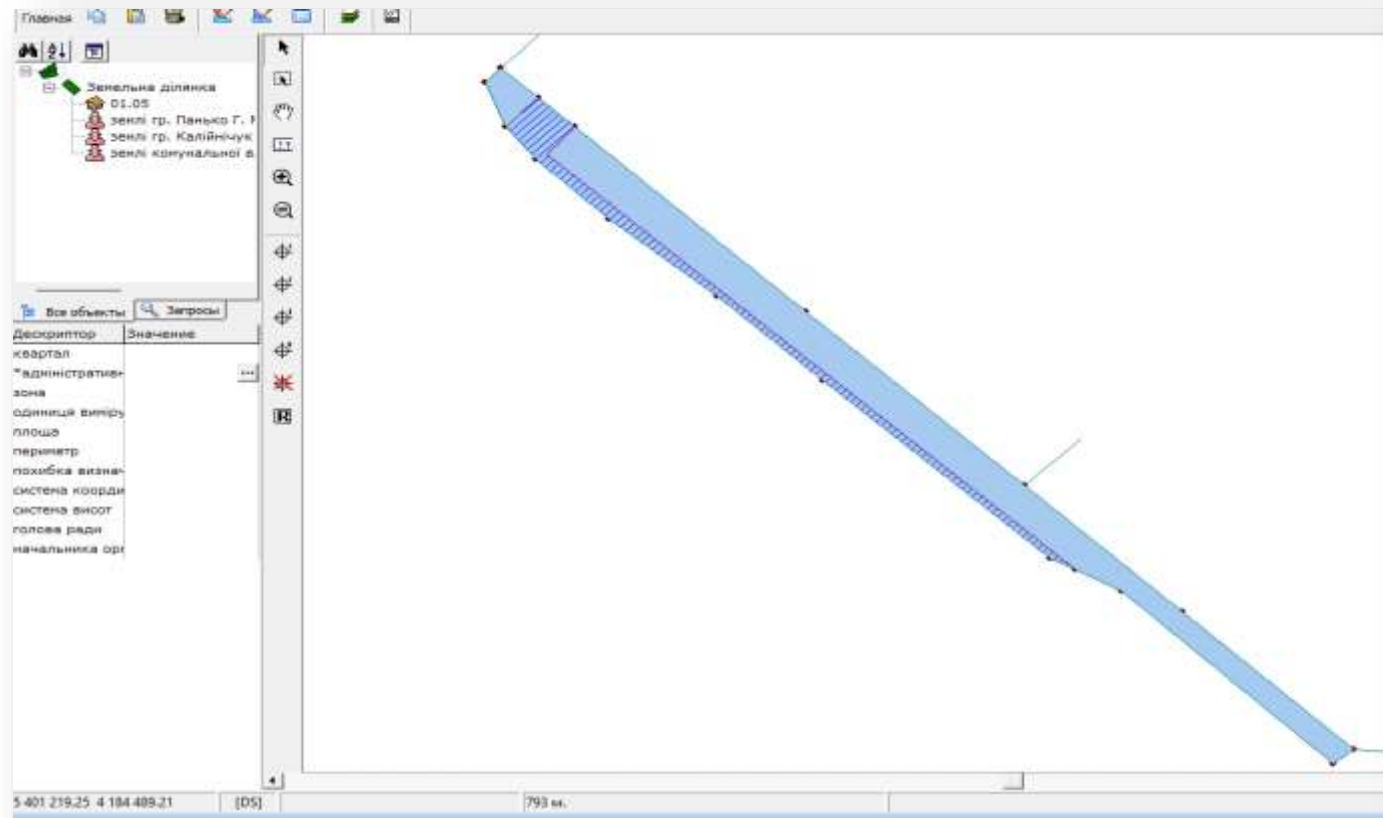 Главная
Земельна ділянка
01.05
землі гр. Панько Г.
землі гр. Калійнічук
землі комунальної в
Все объекты
Запросы
Дескриптор
Значение
квартал
*адміністратив
...
зона
одиниця виміру
площа
периметр
похибка визнач
система коорди
система висот
голова ради
начальника орг
5 401 219.25 4 184 489.21
[DS]
793 м.